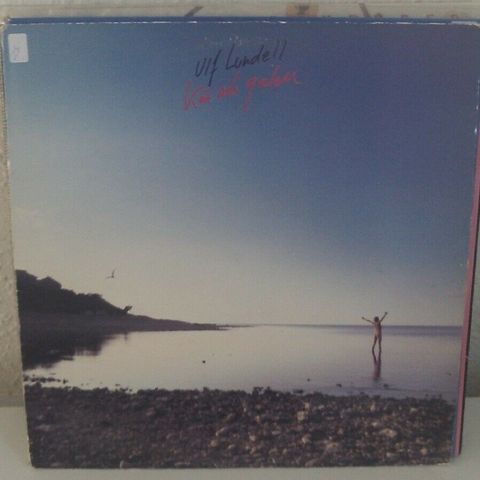 Ulf Lundell
Kär och galen